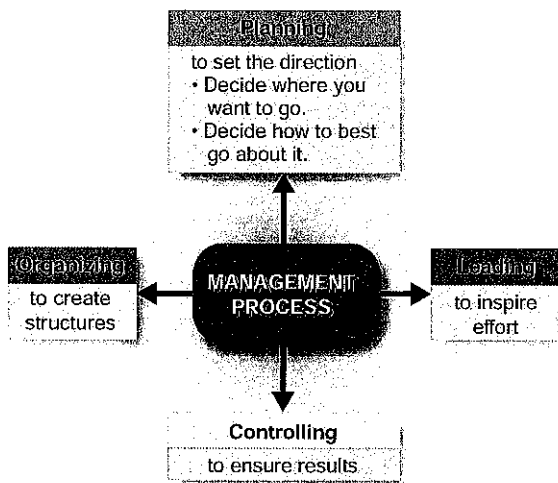 Planning
to set the direction
• Decide where you
want to go.
• Decide how to best
go about it.
Organizing
to create
structures
MANAGEMENT
PROCESS
Leading
to inspire
effort
Controlling
to ensure results